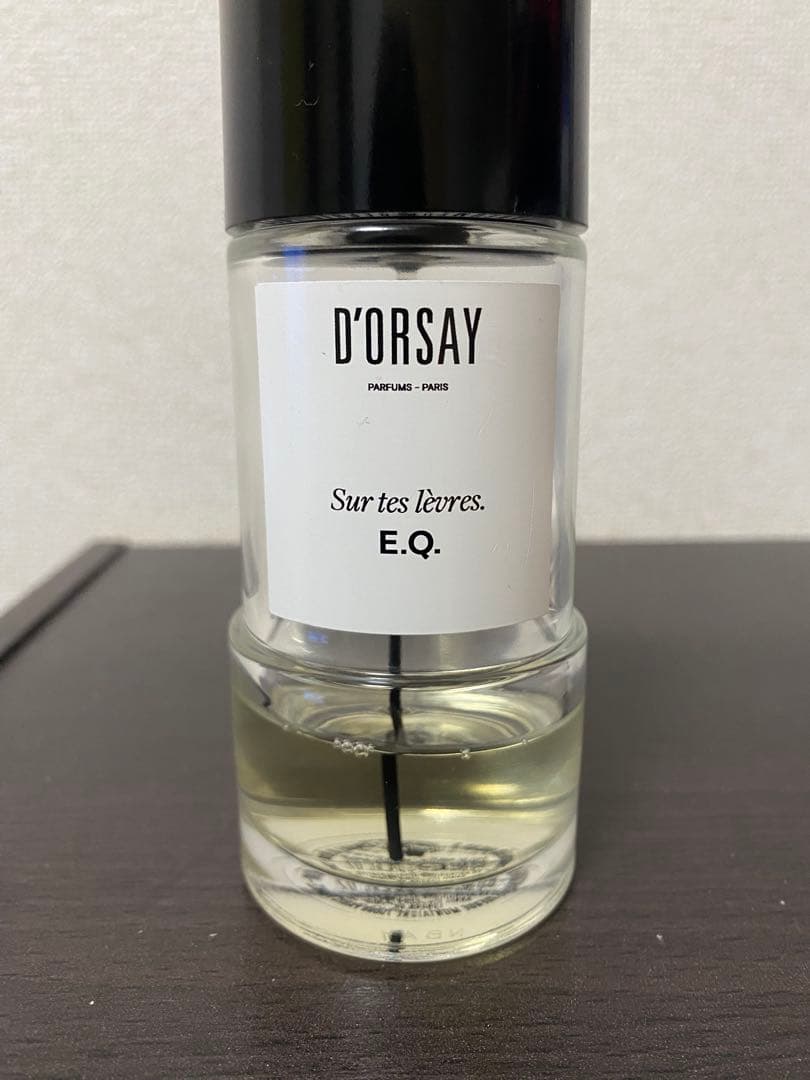 D'ORSAY
PARFUMS – PARIS
Sur tes lèvres.
E.Q.